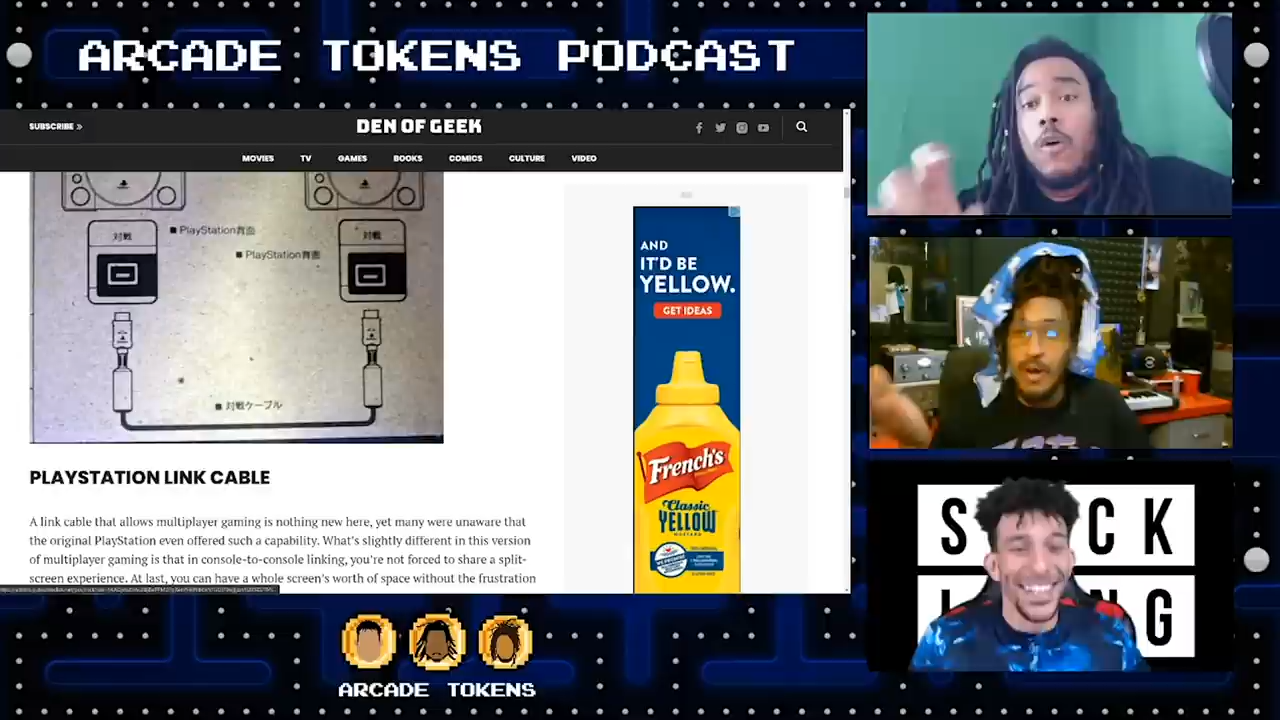 ARCADE TOKENS PODCAST
SUBSCRIBE
DEN OF GEEK
MOVIES TV GAMES BOOKS COMICS CULTURE VIDEO
対戦
対戦
■ PlayStation背面
■ PlayStation背面
■ 対戦ケーブル
AND
IT'D BE
YELLOW.
GET IDEAS
French's
Classic
YELLOW
MUSTARD
PLAYSTATION LINK CABLE
A link cable that allows multiplayer gaming is nothing new here, yet many were unaware that
the original PlayStation even offered such a capability. What's slightly different in this version
of multiplayer gaming is that in console-to-console linking, you're not forced to share a split-
screen experience. At last, you can have a whole screen's worth of space without the frustration
S CK
NG
ARCADE TOKENS